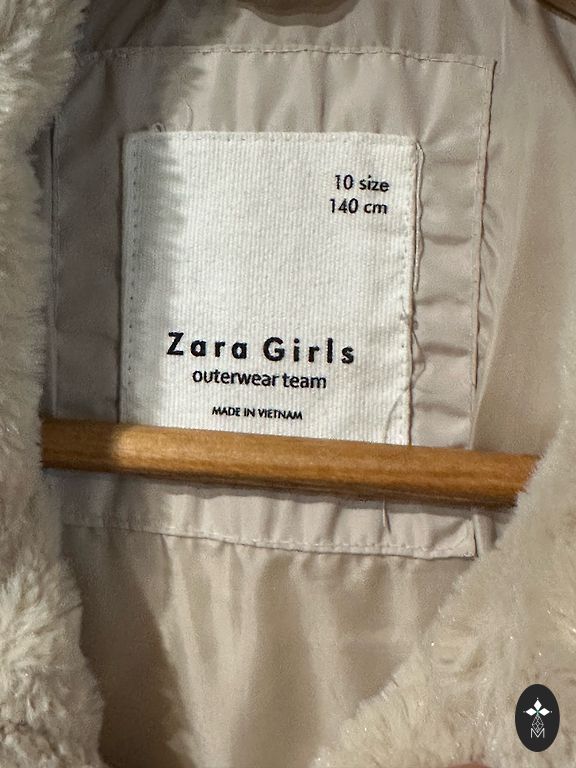 10 size
140 cm
Zara Girls
outerwear team
MADE IN VIETNAM
M